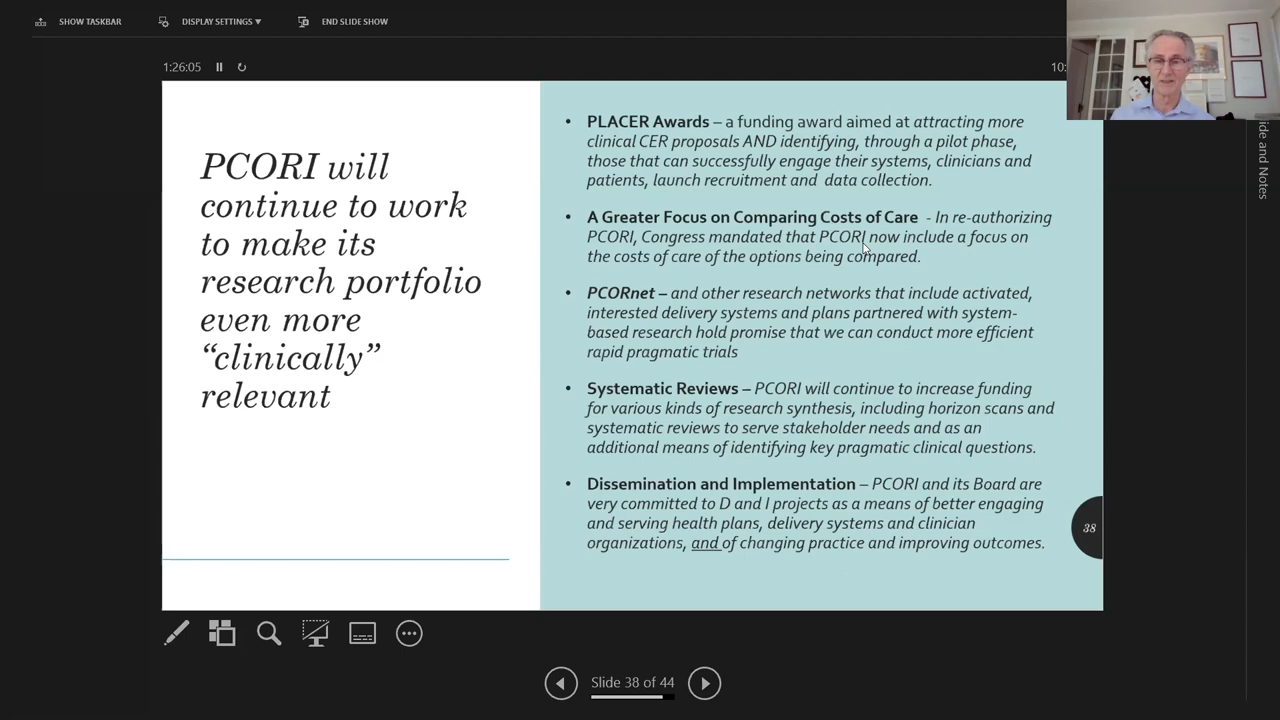 SHOW TASKBAR
DISPLAY SETTINGS ▼
END SLIDE SHOW
1:26:05
10:
PCORI will
continue to work
to make its
research portfolio
even more
“clinically”
relevant
• PLACER Awards – a funding award aimed at attracting more
clinical CER proposals AND identifying, through a pilot phase,
those that can successfully engage their systems, clinicians and
patients, launch recruitment and data collection.
• A Greater Focus on Comparing Costs of Care - In re-authorizing
PCORI, Congress mandated that PCORI now include a focus on
the costs of care of the options being compared.
• PCORnet – and other research networks that include activated,
interested delivery systems and plans partnered with system-
based research hold promise that we can conduct more efficient
rapid pragmatic trials
• Systematic Reviews – PCORI will continue to increase funding
for various kinds of research synthesis, including horizon scans and
systematic reviews to serve stakeholder needs and as an
additional means of identifying key pragmatic clinical questions.
• Dissemination and Implementation – PCORI and its Board are
very committed to D and I projects as a means of better engaging
and serving health plans, delivery systems and clinician
organizations, and of changing practice and improving outcomes.
38
ide and Notes
Slide 38 of 44